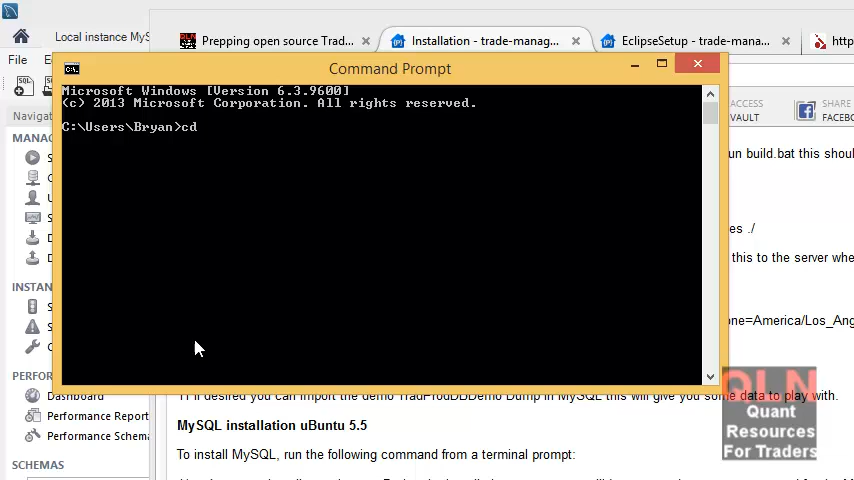 Local instance MyS
Prepping open source Trad...
Installation - trade-manag...
EclipseSetup - trade-mana...
http
File
Command Prompt
Microsoft Windows [Version 6.3.9600]
(c) 2013 Microsoft Corporation. All rights reserved.
C:\Users\Bryan>cd
Navigat
MANAG
S
U
S
D
D
INSTANC
S
S
PERFORM
Dashboard
Performance Report
Performance Schema
SCHEMAS
ACCESS
VAULT
SHARE
FACEBO
un build.bat this shou
es ./
this to the server whe
one=America/Los_Ang
If desired you can import the demo TradProdDBDemo Dump in MySQL this will give you some data to play with.
MySQL installation uBuntu 5.5
To install MySQL, run the following command from a terminal prompt:
QLN
Quant
Resources
For Traders